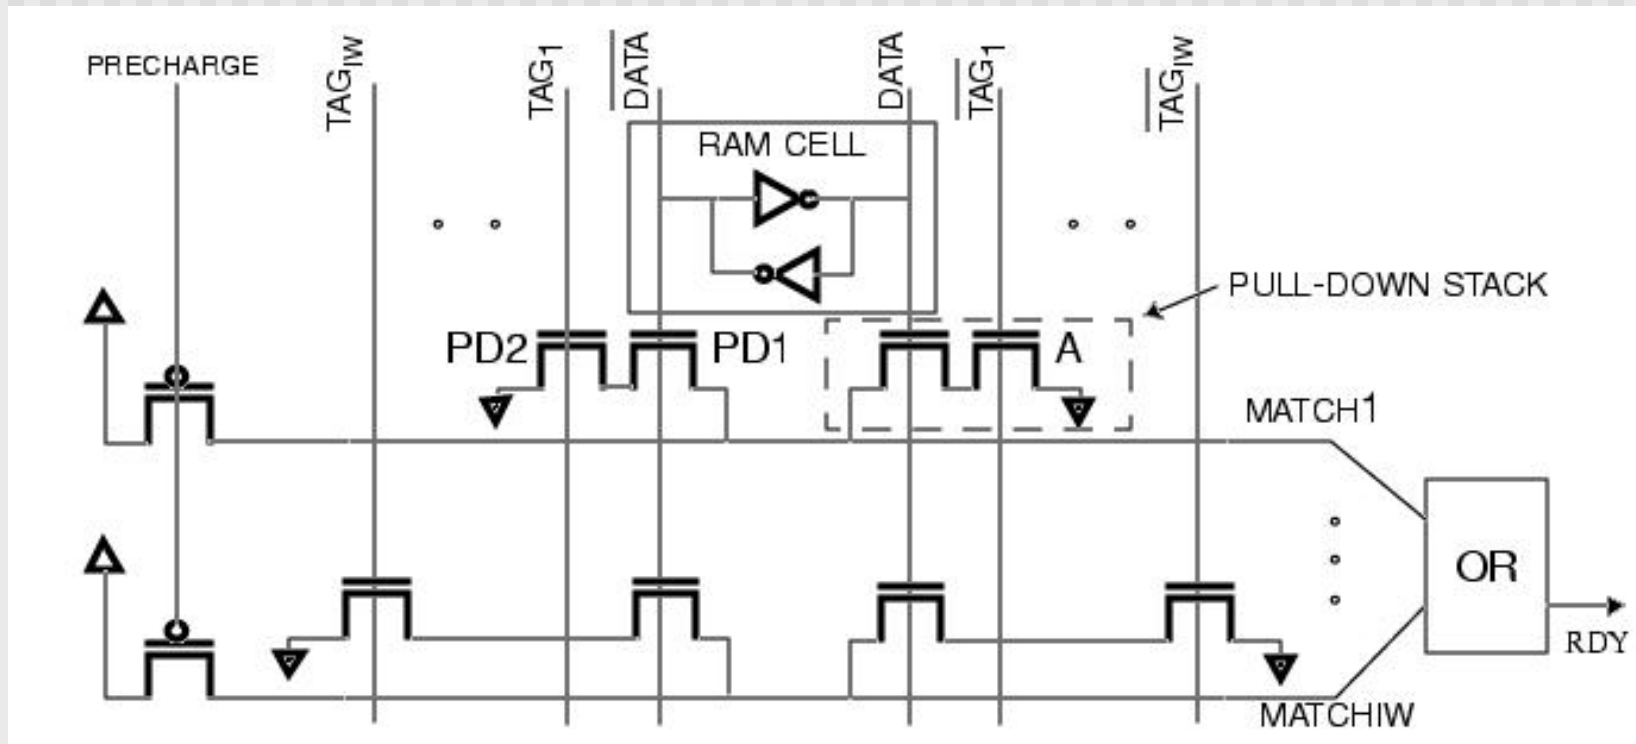 PRECHARGE
TAGIW
TAG1
DATA
DATA
TAG1
TAGIW
RAM CELL
PULL-DOWN STACK
PD2
PD1
A
MATCH1
OR
RDY
MATCHIW